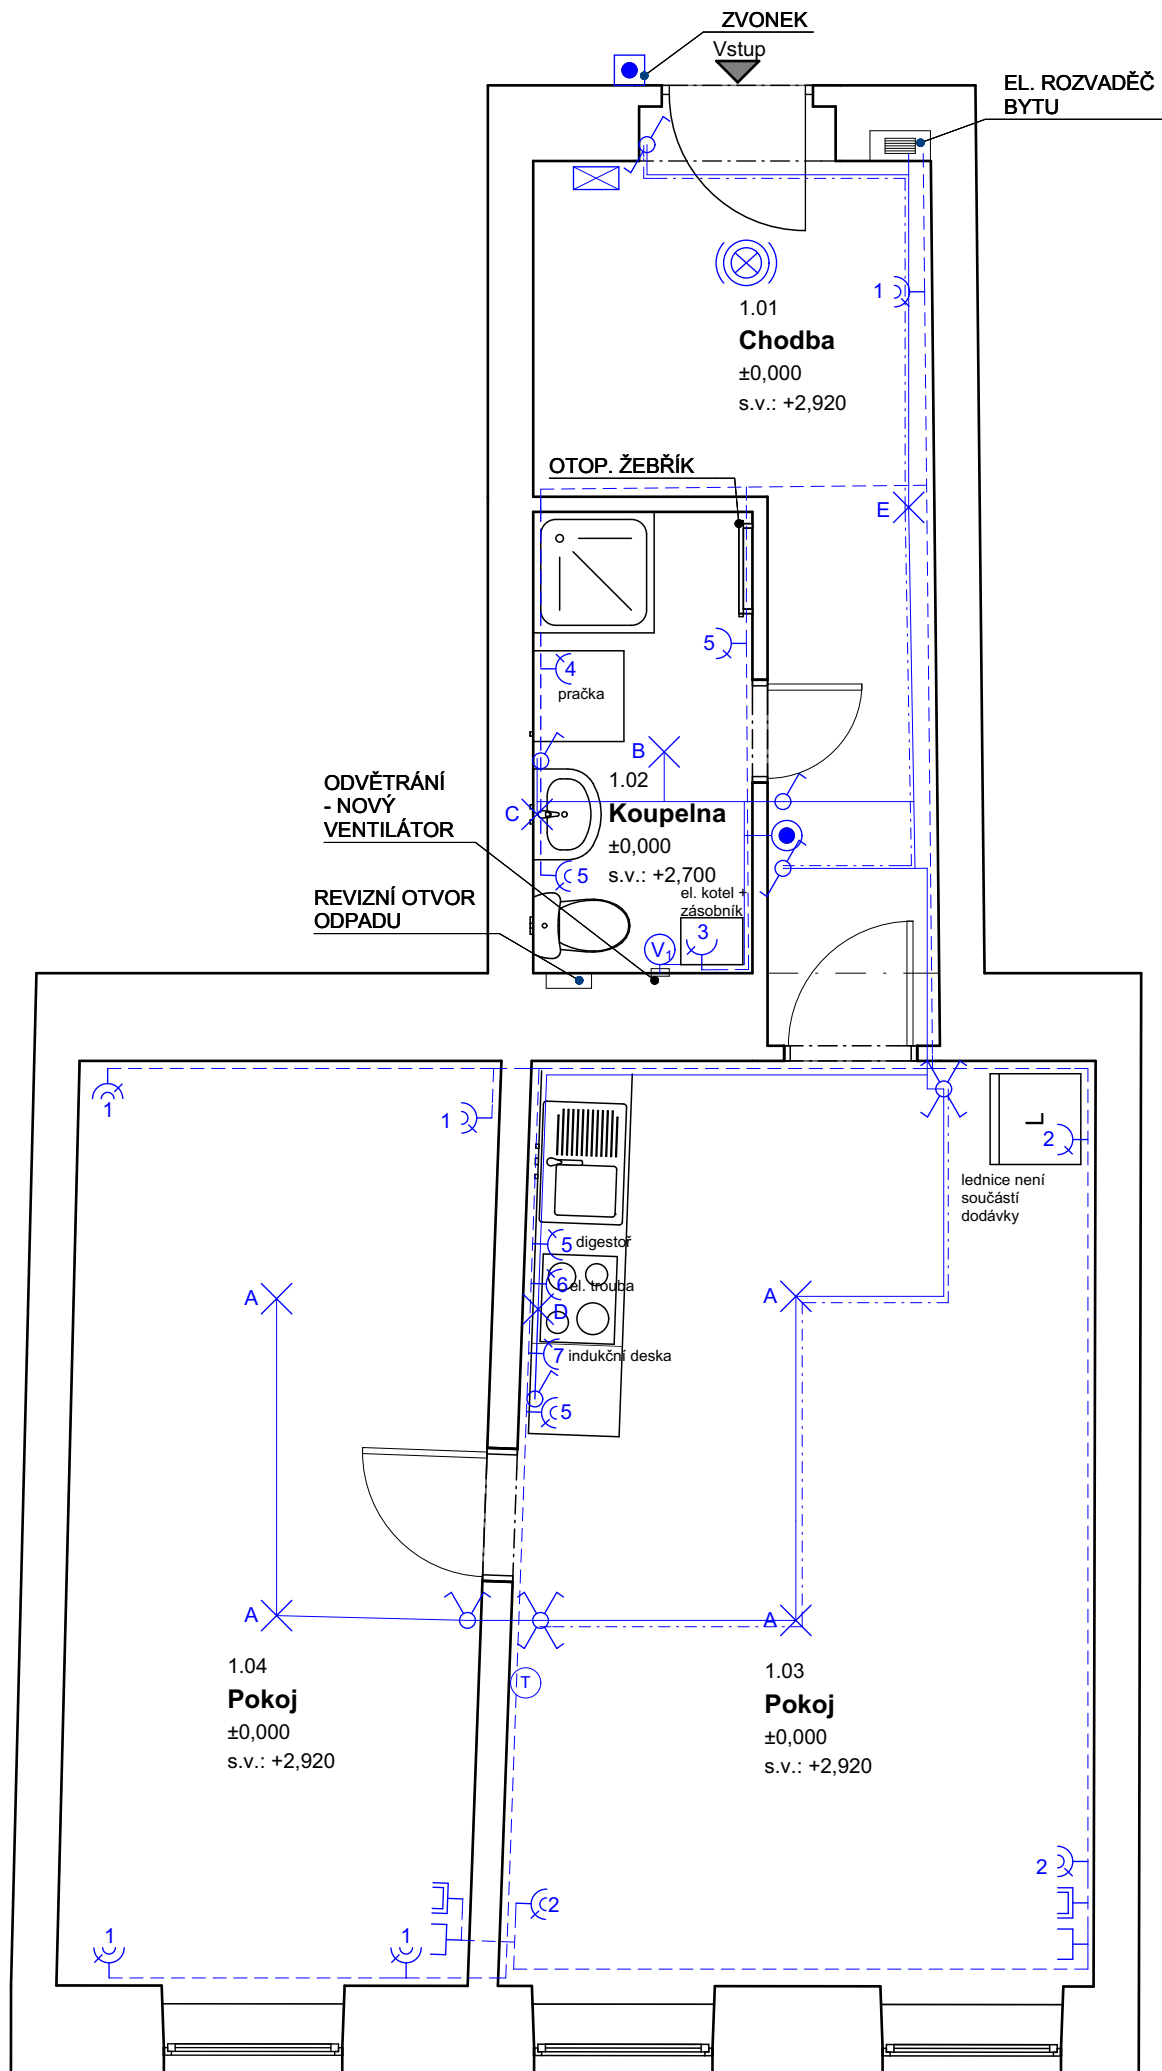 ZVONEK
Vstup
EL. ROZVADĚČ
BYTU
1
1.01
Chodba
±0,000
s.v.: +2,920
OTOP. ŽEBŘÍK
E
5
4
pračka
B
1.02
C
Koupelna
±0,000
s.v.: +2,700
5
el. kotel +
zásobník
3
V1
ODVĚTRÁNÍ
- NOVÝ
VENTILÁTOR
REVIZNÍ OTVOR
ODPADU
1
1
L
2
lednice není
součástí
dodávky
5 digestoř
6 el. trouba
D
7 indukční deska
5
A
A
A
A
1.04
Pokoj
±0,000
s.v.: +2,920
T
1.03
Pokoj
±0,000
s.v.: +2,920
2
2
1
1